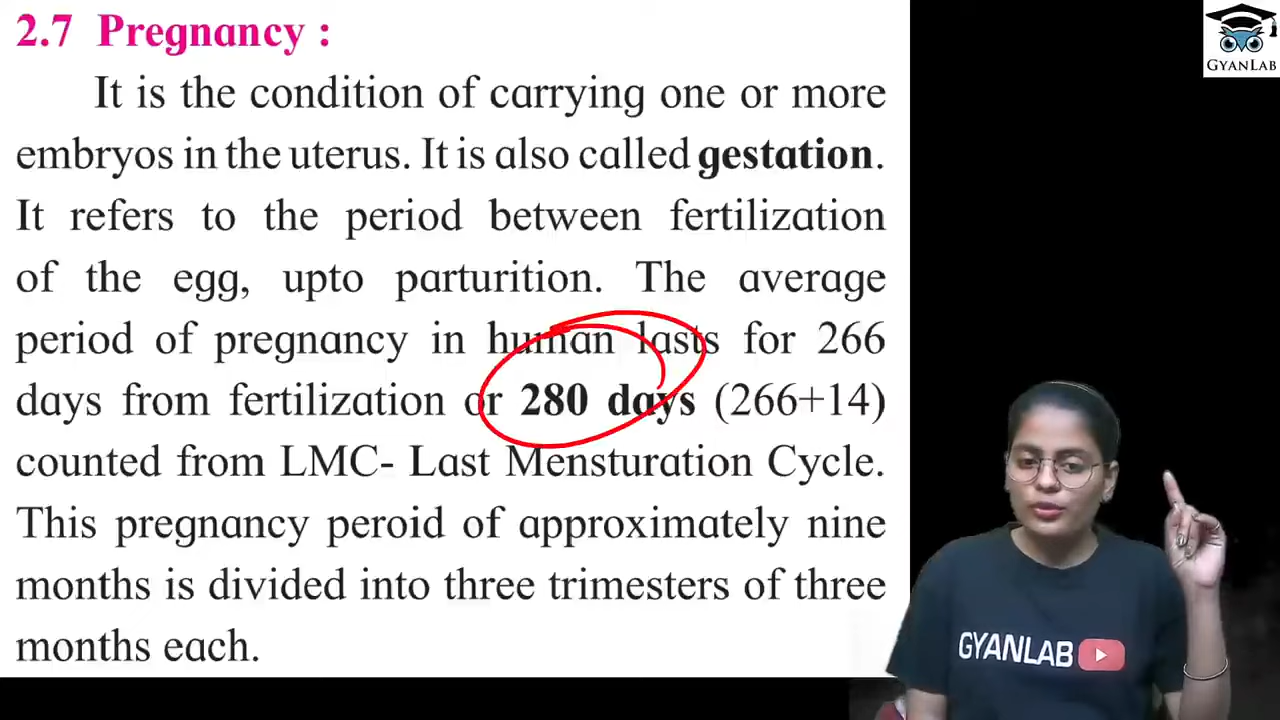 2.7 Pregnancy :
It is the condition of carrying one or more
embryos in the uterus. It is also called gestation.
It refers to the period between fertilization
of the egg, upto parturition. The average
period of pregnancy in human lasts for 266
days from fertilization or 280 days (266+14)
counted from LMC- Last Mensturation Cycle.
This pregnancy peroid of approximately nine
months is divided into three trimesters of three
months each.
GYANLAB
GYANLAB